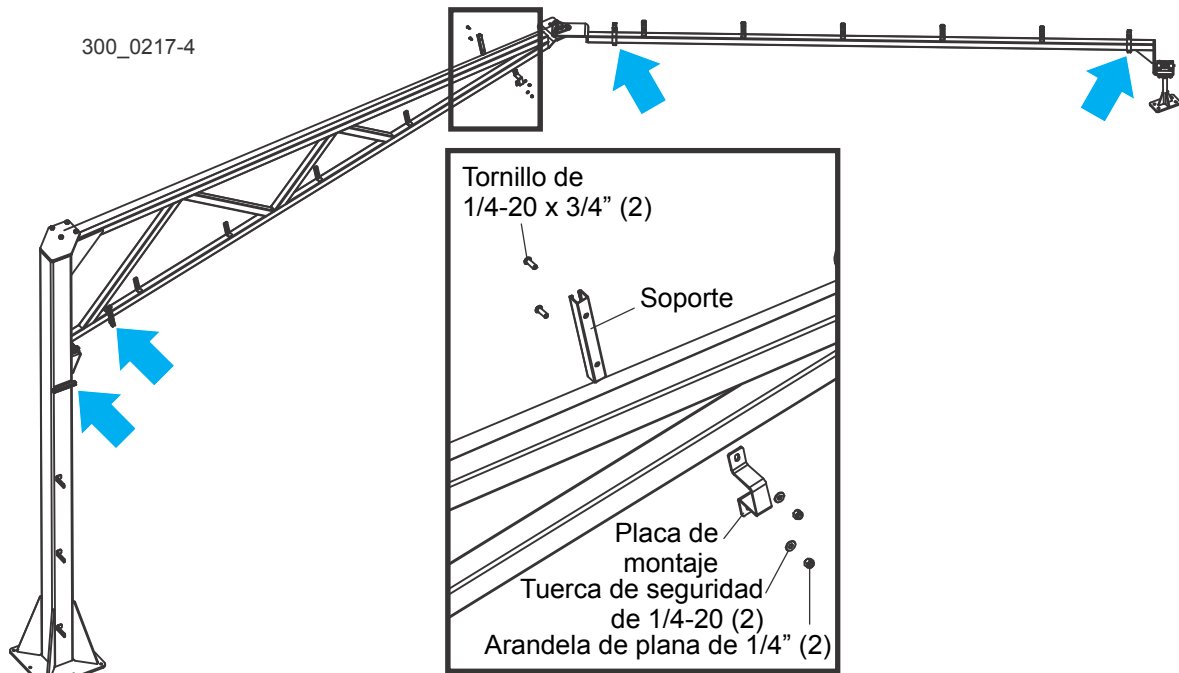 300_0217-4
Tornillo de
1/4-20 x 3/4” (2)
Soporte
Placa de
montaje
Tuerca de seguridad
de 1/4-20 (2)
Arandela de plana de 1/4” (2)